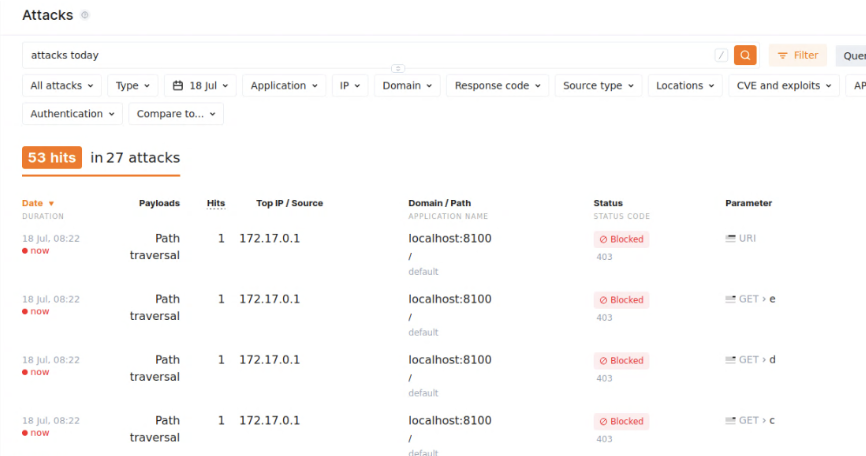 Attacks
attacks today
/
Filter
All attacks
Type
18 Jul
Application
IP
Domain
Response code
Source type
Locations
CVE and exploits
Authentication
Compare to...
53 hits in 27 attacks
Date Payloads Hits Top IP / Source Domain / Path Status Parameter
DURATION APPLICATION NAME STATUS CODE
18 Jul, 08:22 Path 1 172.17.0.1 localhost:8100 Blocked URI
now traversal / 403
default
18 Jul, 08:22 Path 1 172.17.0.1 localhost:8100 Blocked GET › e
now traversal / 403
default
18 Jul, 08:22 Path 1 172.17.0.1 localhost:8100 Blocked GET › d
now traversal / 403
default
18 Jul, 08:22 Path 1 172.17.0.1 localhost:8100 Blocked GET › c
now traversal / 403
default